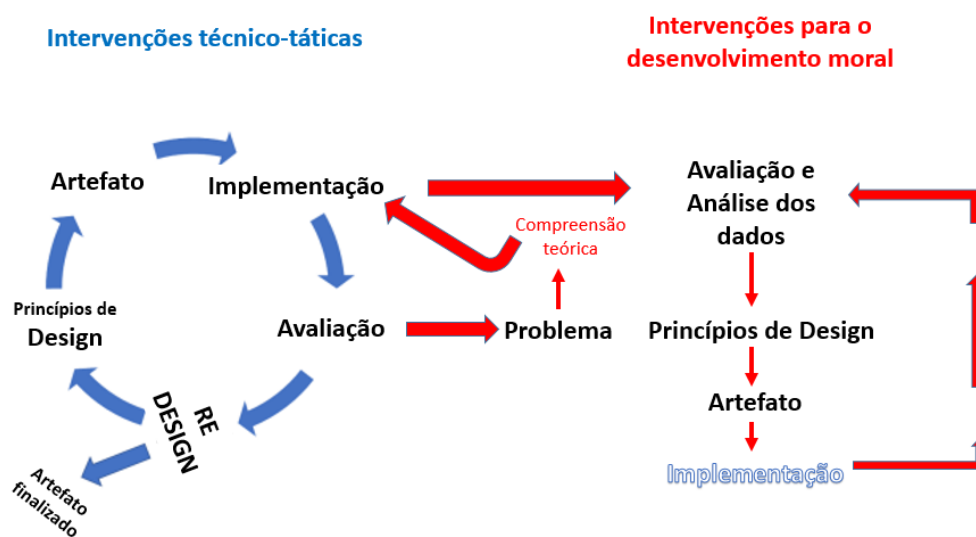 Intervenções técnico-táticas
Intervenções para o
desenvolvimento moral
Artefato
Implementação
Avaliação e
Análise dos
dados
Compreensão
teórica
Princípios de
Design
Avaliação
Problema
Princípios de Design
RE
DESIGN
Artefato
Implementação
Artefato
finalizado